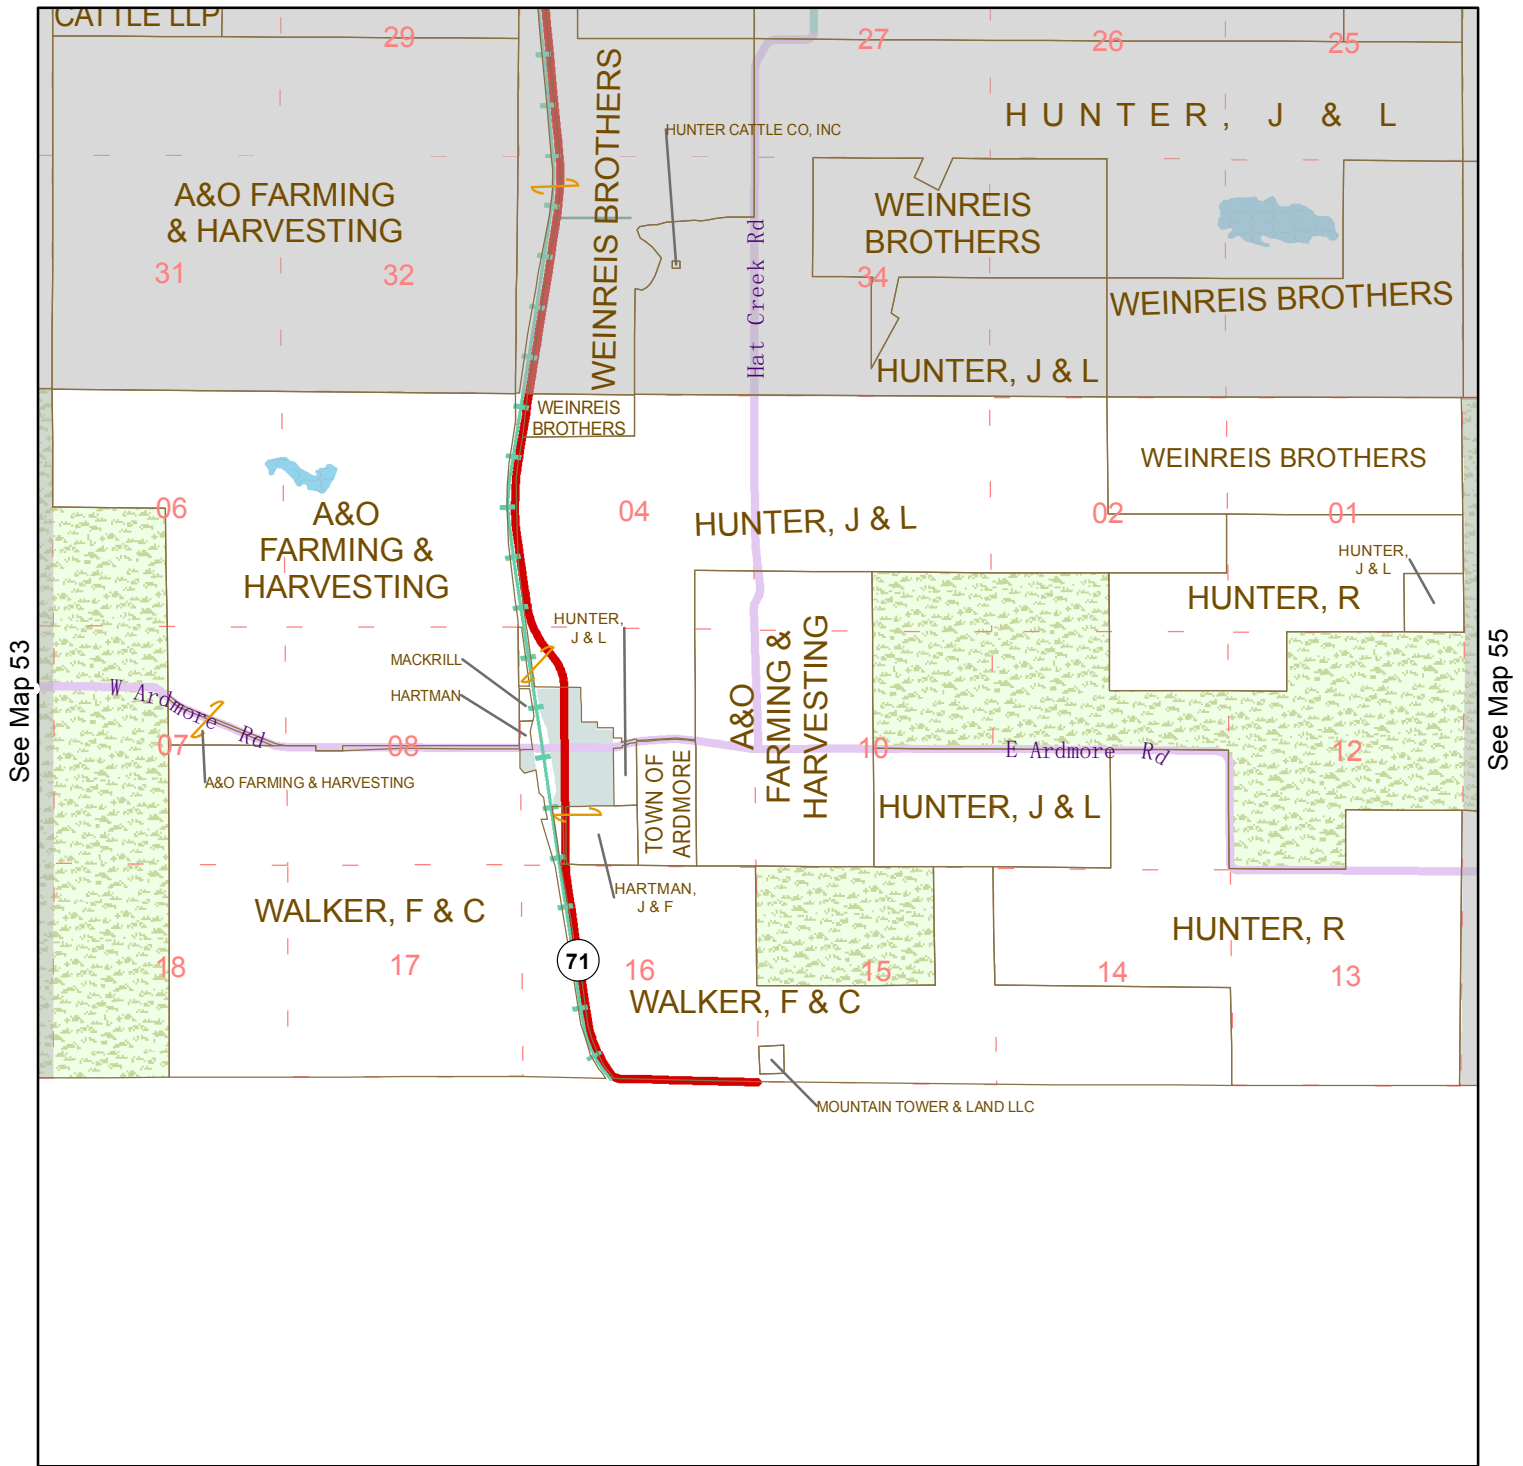 CATTLE LLP
29
27
26
25
WEINREIS BROTHERS
HUNTER CATTLE CO, INC
HUNTER, J & L
A&O FARMING
& HARVESTING
31
32
Hat Creek Rd
WEINREIS
BROTHERS
34
WEINREIS BROTHERS
HUNTER, J & L
WEINREIS
BROTHERS
WEINREIS BROTHERS
06
A&O
FARMING &
HARVESTING
04
HUNTER, J & L
02
01
HUNTER,
J & L
HUNTER, R
HUNTER,
J & L
MACKRILL
HARTMAN
A&O
FARMING &
HARVESTING
See Map 53
See Map 55
W Ardmore Rd
07
08
10
E Ardmore Rd
12
A&O FARMING & HARVESTING
TOWN OF
ARDMORE
HUNTER, J & L
HARTMAN,
J & F
WALKER, F & C
HUNTER, R
18
17
71
16
15
14
13
WALKER, F & C
MOUNTAIN TOWER & LAND LLC